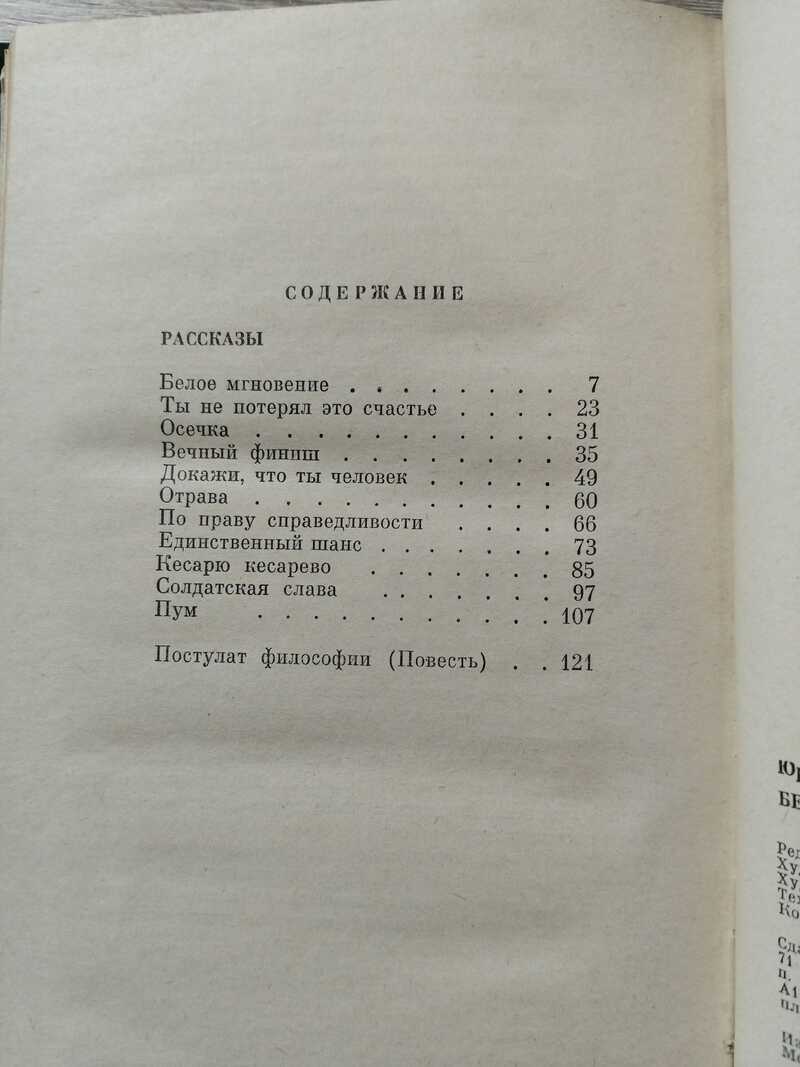 СОДЕРЖАНИЕ
РАССКАЗЫ
Белое мгновение . . . . . . . . 7
Ты не потерял это счастье . . . . 23
Осечка . . . . . . . . . . . 31
Вечный финиш . . . . . . . . 35
Докажи, что ты человек . . . . . 49
Отрава . . . . . . . . . . . 60
По праву справедливости . . . . 66
Единственный шанс . . . . . . . 73
Кесарю кесарево . . . . . . . 85
Солдатская слава . . . . . . . 97
Пум . . . . . . . . . . . 107
Постулат философии (Повесть) . . 121